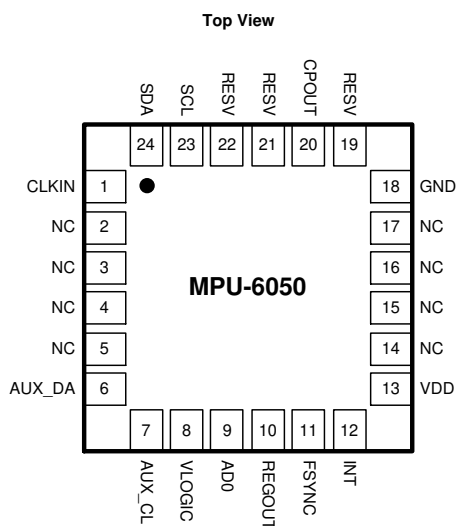 Top View
SDA SCL RESV RESV CPOUT RESV
24 23 22 21 20 19
CLKIN 1 18 GND
NC 2 17 NC
NC 3 16 NC
MPU-6050
NC 4 15 NC
NC 5 14 NC
AUX_DA 6 13 VDD
7 8 9 10 11 12
AUX_CL VLOGIC AD0 REGOUT FSYNC INT